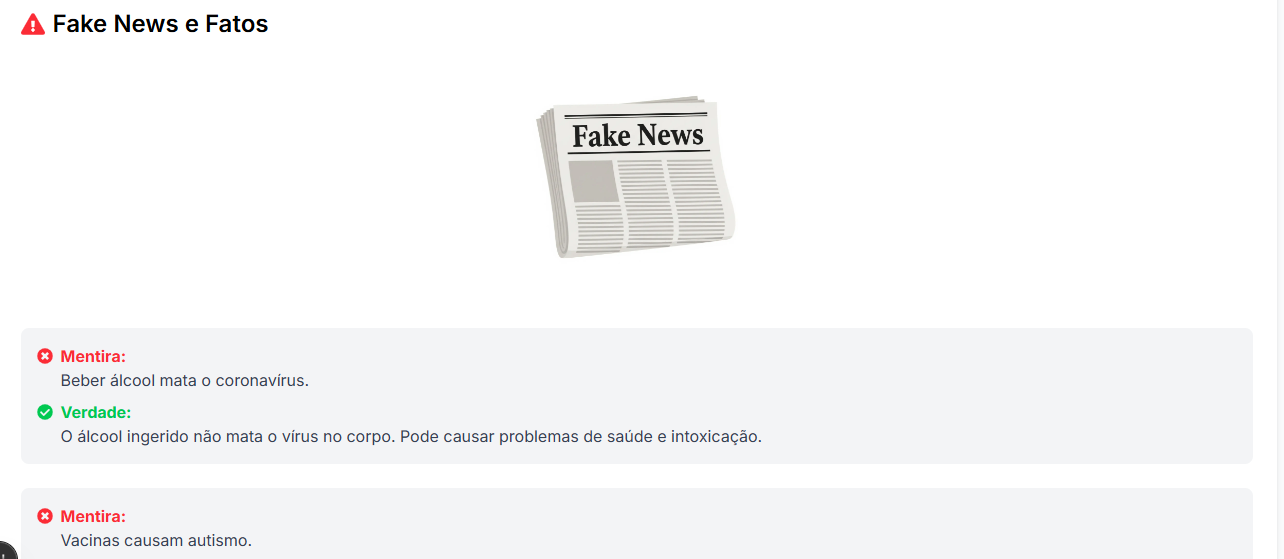 Fake News e Fatos
Fake News
Mentira:
Beber álcool mata o coronavírus.
Verdade:
O álcool ingerido não mata o vírus no corpo. Pode causar problemas de saúde e intoxicação.
Mentira:
Vacinas causam autismo.